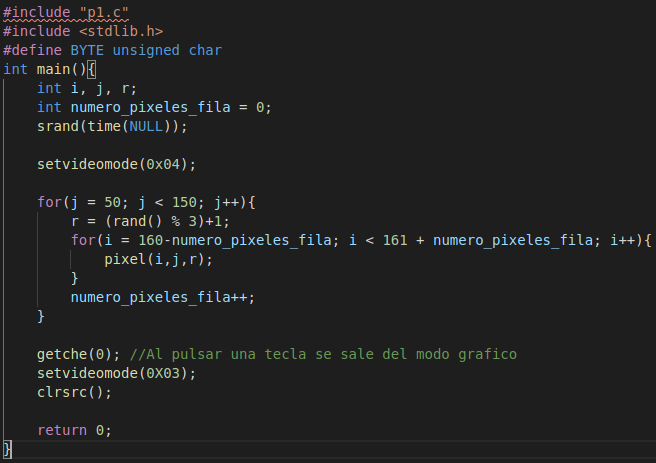 #include "p1.c"
#include <stdlib.h>
#define BYTE unsigned char
int main(){
    int i, j, r;
    int numero_pixeles_fila = 0;
    srand(time(NULL));

    setvideomode(0x04);

    for(j = 50; j < 150; j++){
        r = (rand() % 3)+1;
        for(i = 160-numero_pixeles_fila; i < 161 + numero_pixeles_fila; i++){
            pixel(i,j,r);
        }
        numero_pixeles_fila++;
    }

    getche(0); //Al pulsar una tecla se sale del modo grafico
    setvideomode(0X03);
    clrsrc();

    return 0;
}